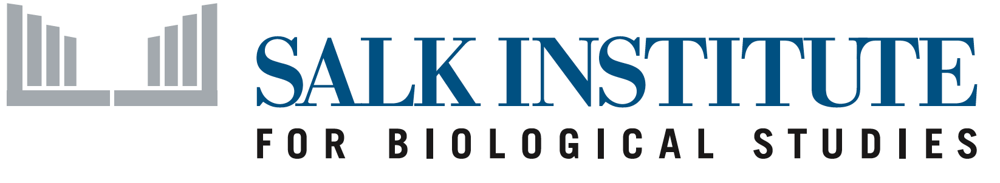 SALK INSTITUTE
FOR BIOLOGICAL STUDIES